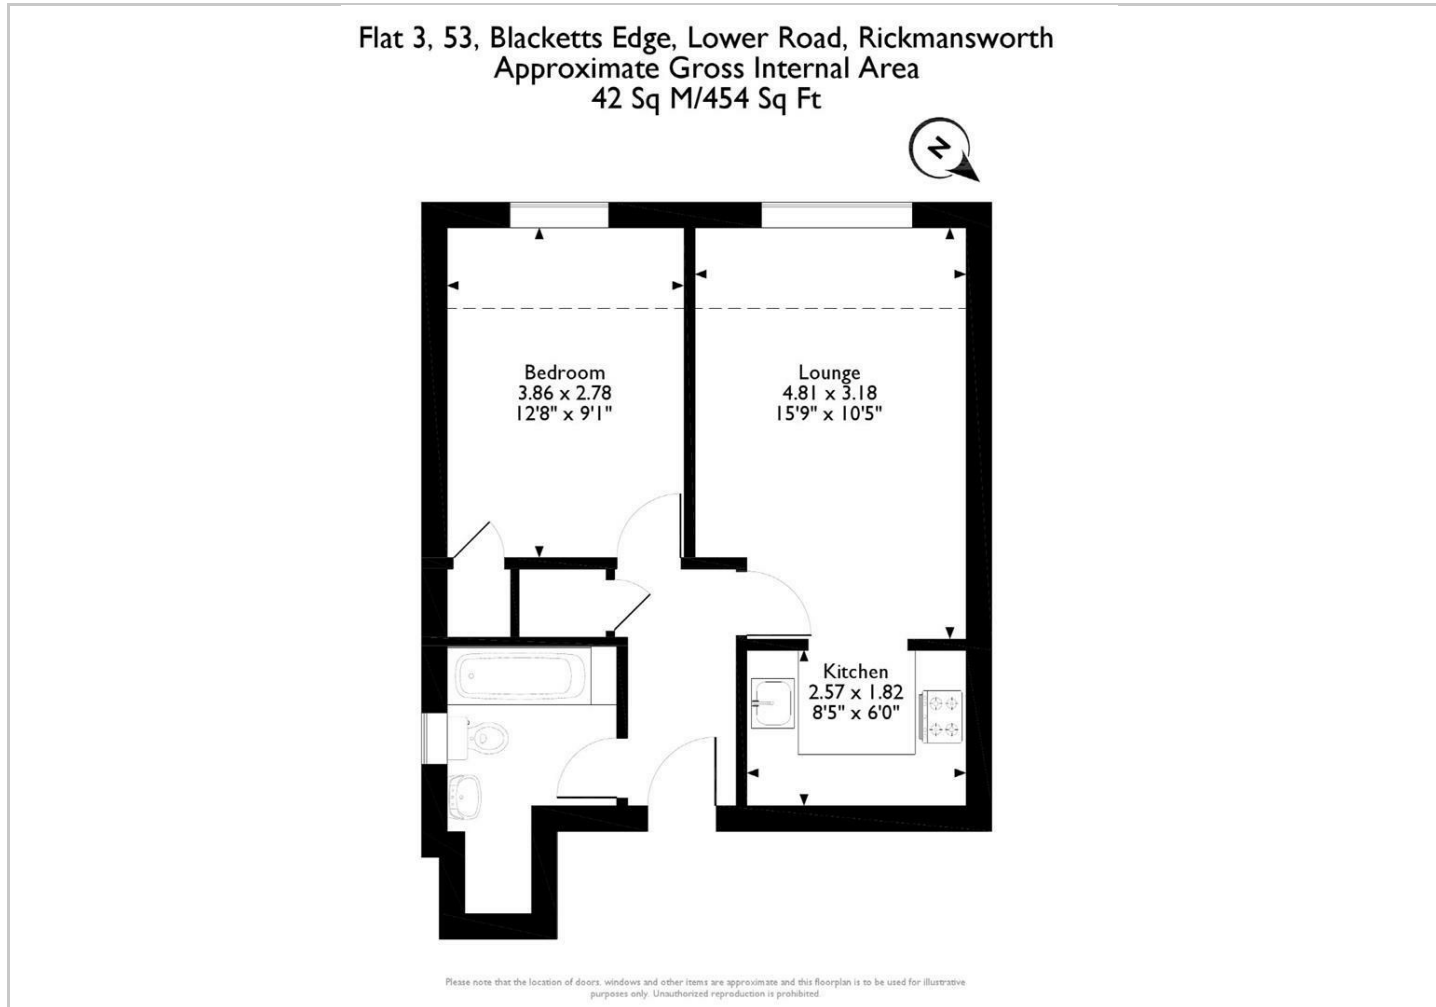 Flat 3, 53, Blacketts Edge, Lower Road, Rickmansworth
Approximate Gross Internal Area
42 Sq M/454 Sq Ft
N
Bedroom
3.86 x 2.78
12'8" x 9'1"
Lounge
4.81 x 3.18
15'9" x 10'5"
Kitchen
2.57 x 1.82
8'5" x 6'0"
Please note that the location of doors, windows and other items are approximate and this floorplan is to be used for illustrative
purposes only. Unauthorized reproduction is prohibited